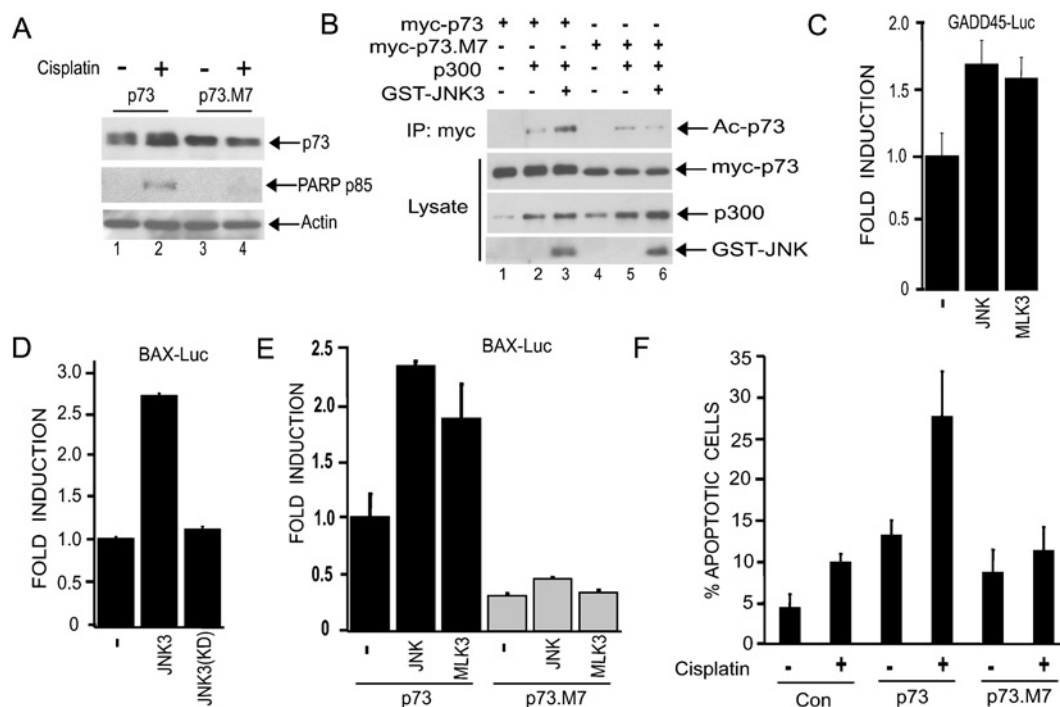 A
Cisplatin - + - +
p73 p73.M7
p73
PARP p85
Actin
1 2 3 4
B
myc-p73 + + + - - -
myc-p73.M7 - - - + + +
p300 - + + - + +
GST-JNK3 - - + - - +
IP: myc
Ac-p73
Lysate
myc-p73
p300
GST-JNK
1 2 3 4 5 6
C
GADD45-Luc
FOLD INDUCTION
2.0
1.5
1.0
0.5
0
- JNK MLK3
D
BAX-Luc
FOLD INDUCTION
3.0
2.5
2.0
1.5
1.0
0.5
0
- JNK3 JNK3(KD)
E
BAX-Luc
FOLD INDUCTION
2.5
2.0
1.5
1.0
0.5
0
- JNK MLK3 - JNK MLK3
p73 p73.M7
F
% APOPTOTIC CELLS
35
30
25
20
15
10
5
0
Cisplatin - + - + - +
Con p73 p73.M7